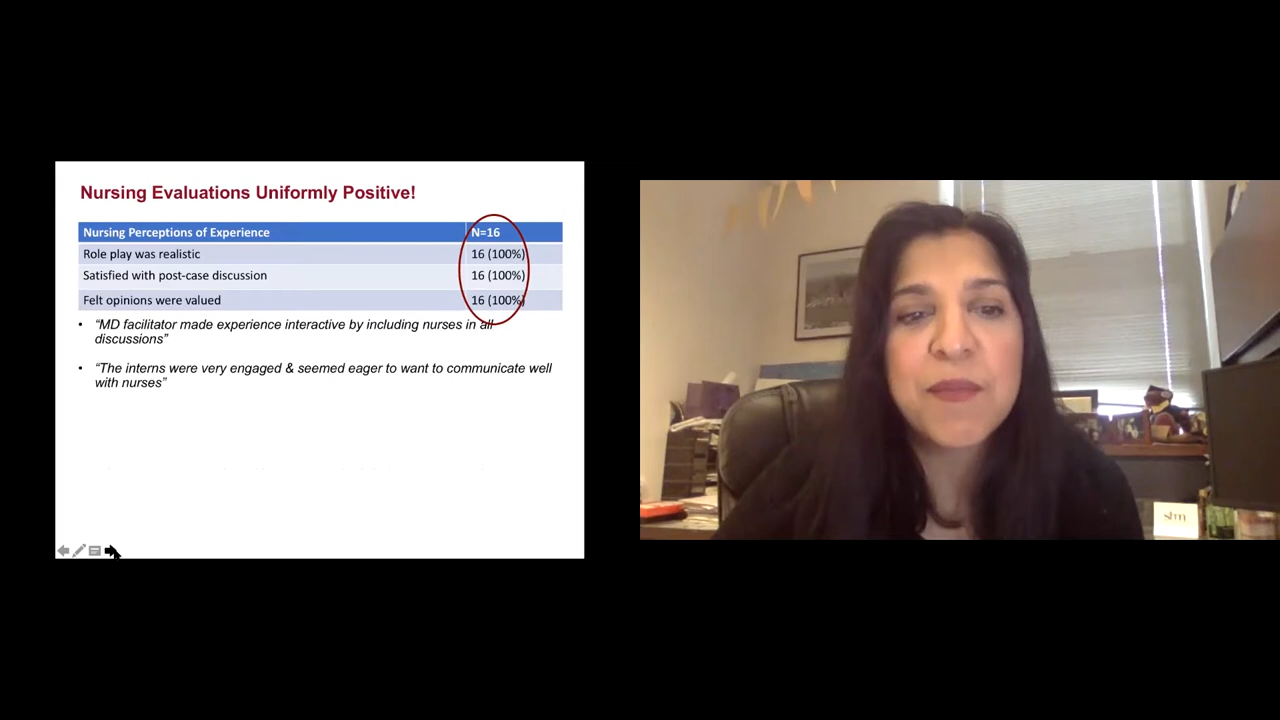 Nursing Evaluations Uniformly Positive!
Nursing Perceptions of Experience N=16
Role play was realistic 16 (100%)
Satisfied with post-case discussion 16 (100%)
Felt opinions were valued 16 (100%)
• “MD facilitator made experience interactive by including nurses in all
discussions”
• “The interns were very engaged & seemed eager to want to communicate well
with nurses”
shm